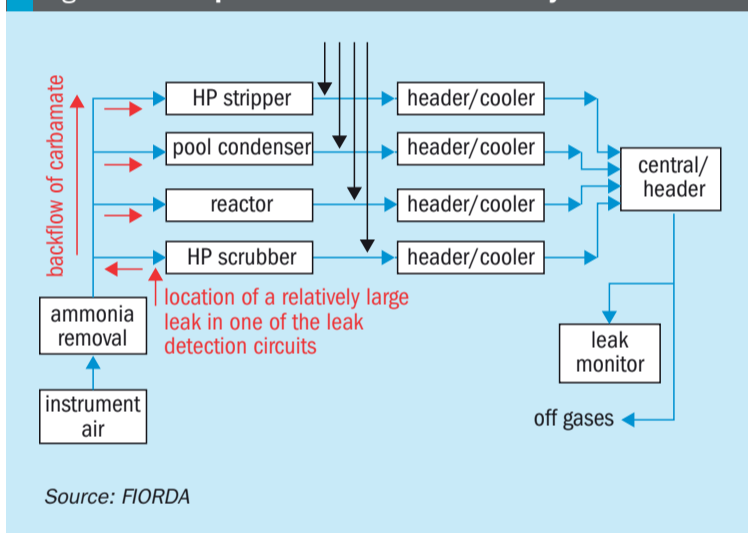 HP stripper
header/cooler
pool condenser
header/cooler
central/
header
reactor
header/cooler
HP scrubber
header/cooler
backflow of carbamate
location of a relatively large
leak in one of the leak
detection circuits
ammonia
removal
leak
monitor
instrument
air
off gases
Source: FIORDA